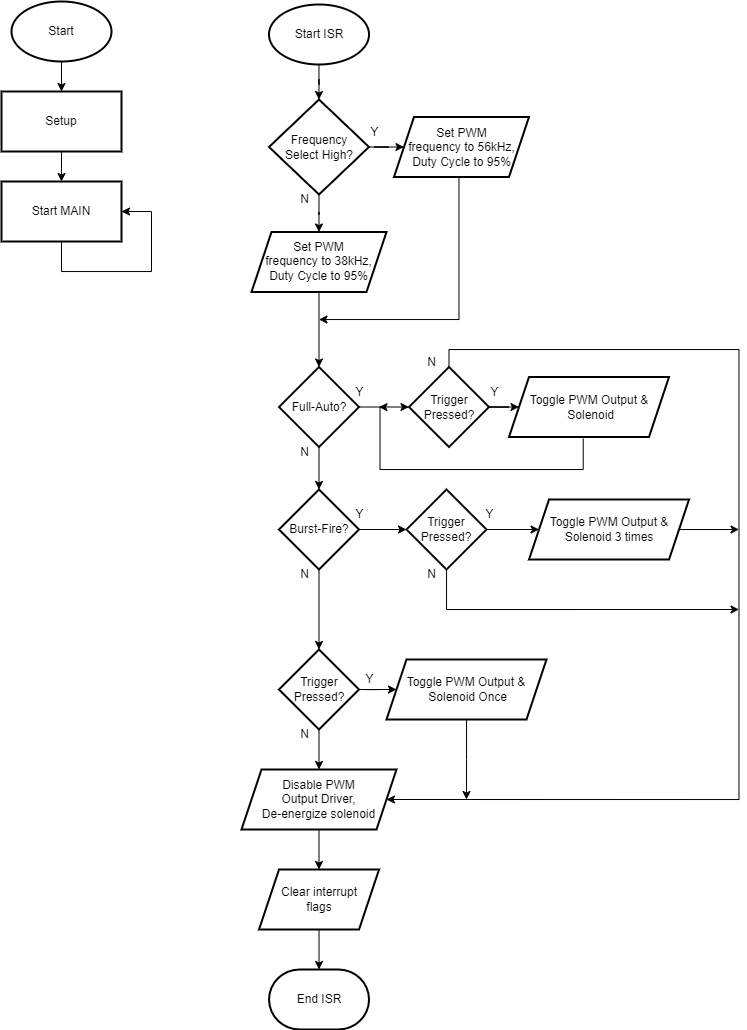 Start
Setup
Start MAIN
Start ISR
Frequency
Select High?
Y
Set PWM
frequency to 56kHz,
Duty Cycle to 95%
N
Set PWM
frequency to 38kHz,
Duty Cycle to 95%
Full-Auto?
Y
N
Trigger
Pressed?
Y
Toggle PWM Output &
Solenoid
N
Burst-Fire?
Y
Trigger
Pressed?
Y
Toggle PWM Output &
Solenoid 3 times
N
N
Trigger
Pressed?
Y
Toggle PWM Output &
Solenoid Once
N
Disable PWM
Output Driver,
De-energize solenoid
Clear interrupt
flags
End ISR